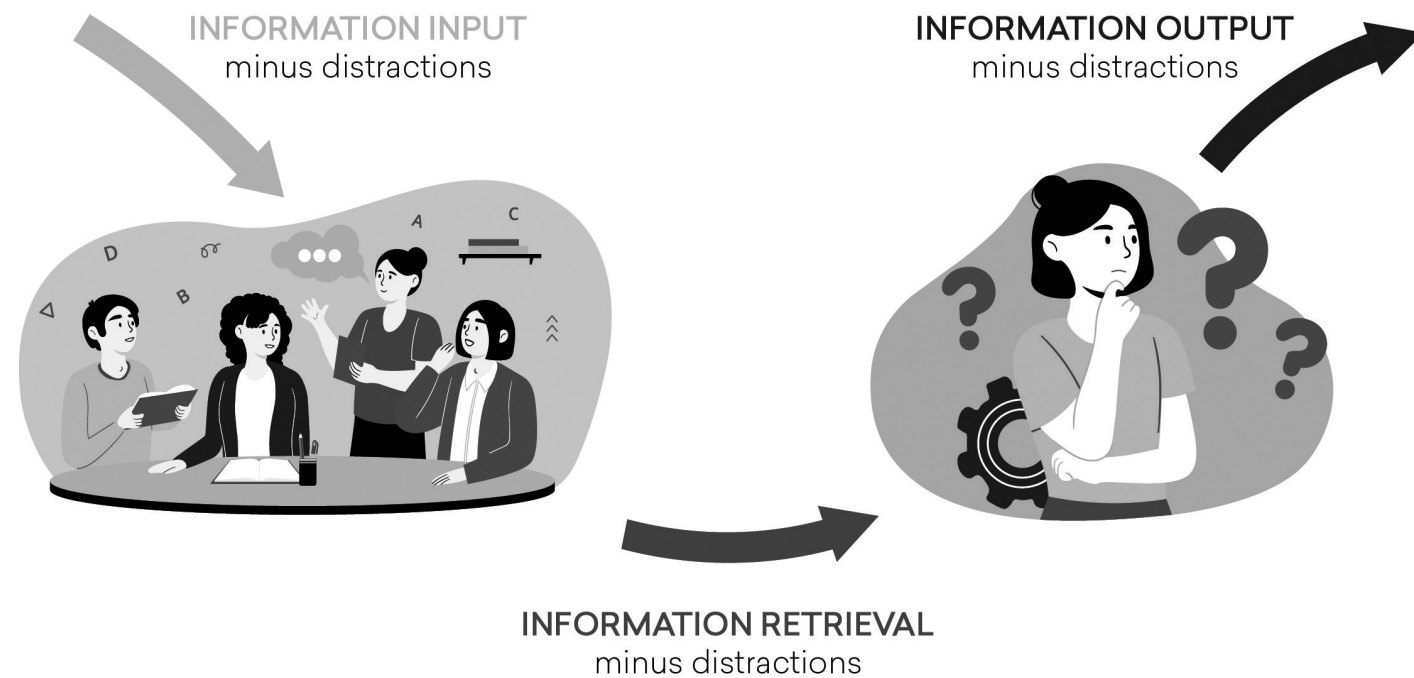 INFORMATION INPUT
minus distractions
INFORMATION OUTPUT
minus distractions
D
B
A
C
INFORMATION RETRIEVAL
minus distractions